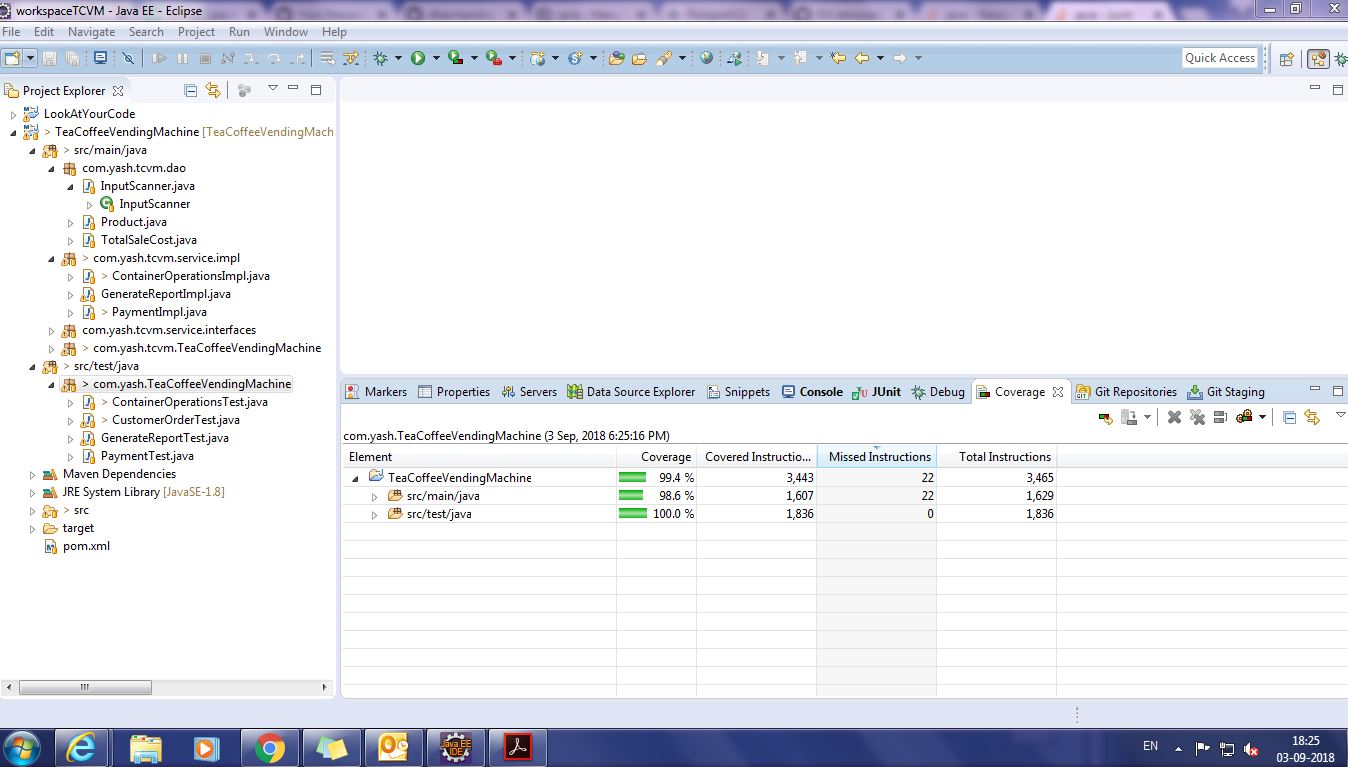 workspaceTCVM - Java EE - Eclipse
File Edit Navigate Search Project Run Window Help
Quick Access
Project Explorer
LookAtYourCode
> TeaCoffeeVendingMachine [TeaCoffeeVendingMach
> src/main/java
com.yash.tcvm.dao
InputScanner.java
InputScanner
Product.java
TotalSaleCost.java
> com.yash.tcvm.service.impl
> ContainerOperationsImpl.java
GenerateReportImpl.java
> PaymentImpl.java
com.yash.tcvm.service.interfaces
> com.yash.tcvm.TeaCoffeeVendingMachine
> src/test/java
> com.yash.TeaCoffeeVendingMachine
> ContainerOperationsTest.java
> CustomerOrderTest.java
GenerateReportTest.java
PaymentTest.java
Maven Dependencies
JRE System Library [JavaSE-1.8]
> src
target
pom.xml
Markers Properties Servers Data Source Explorer Snippets Console JUnit Debug Coverage Git Repositories Git Staging
com.yash.TeaCoffeeVendingMachine (3 Sep, 2018 6:25:16 PM)
Element Coverage Covered Instructio... Missed Instructions Total Instructions
TeaCoffeeVendingMachine 99.4 % 3,443 22 3,465
src/main/java 98.6 % 1,607 22 1,629
src/test/java 100.0 % 1,836 0 1,836
Java EE IDE
EN
18:25
03-09-2018